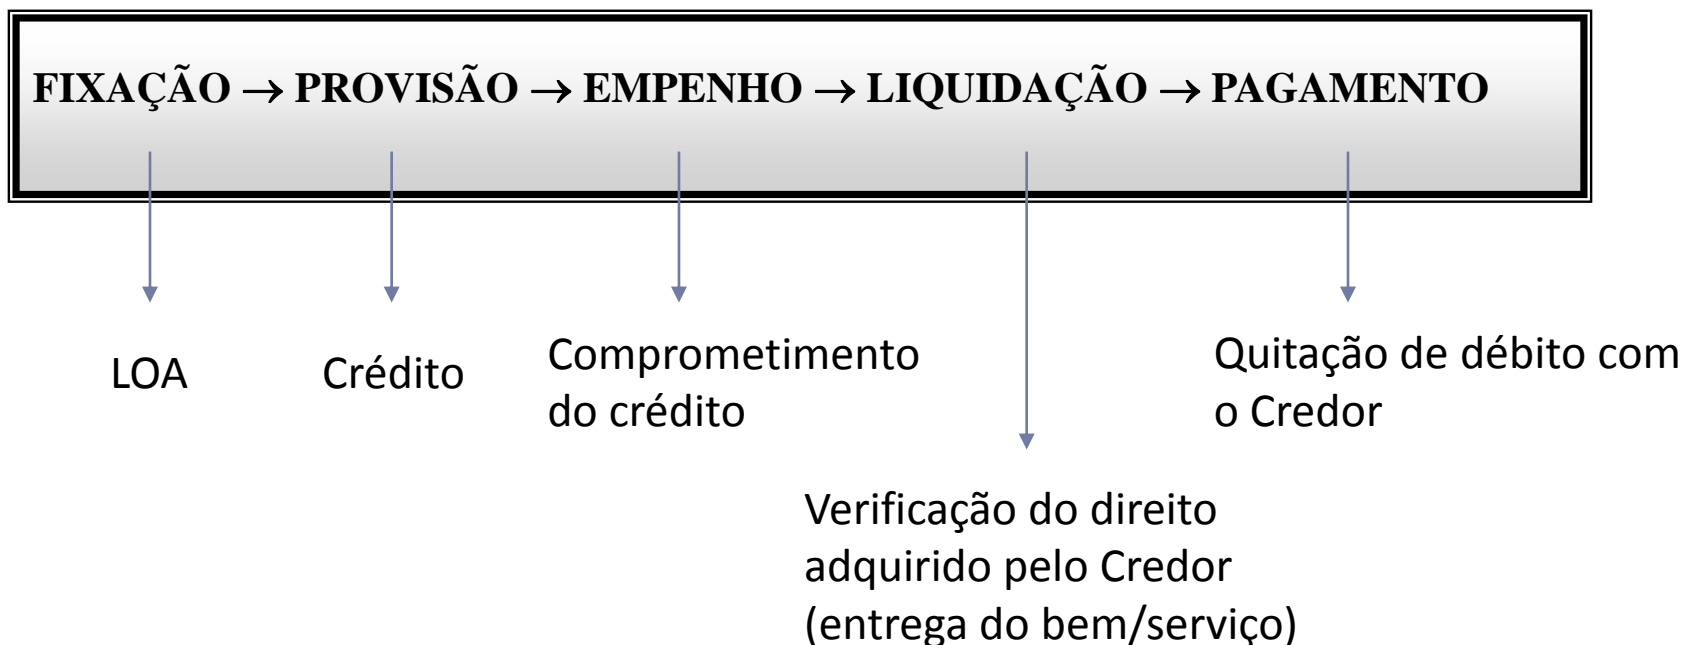 FIXAÇÃO → PROVISÃO → EMPENHO → LIQUIDAÇÃO → PAGAMENTO
LOA
Crédito
Comprometimento
do crédito
Verificação do direito
adquirido pelo Credor
(entrega do bem/serviço)
Quitação de débito com
o Credor